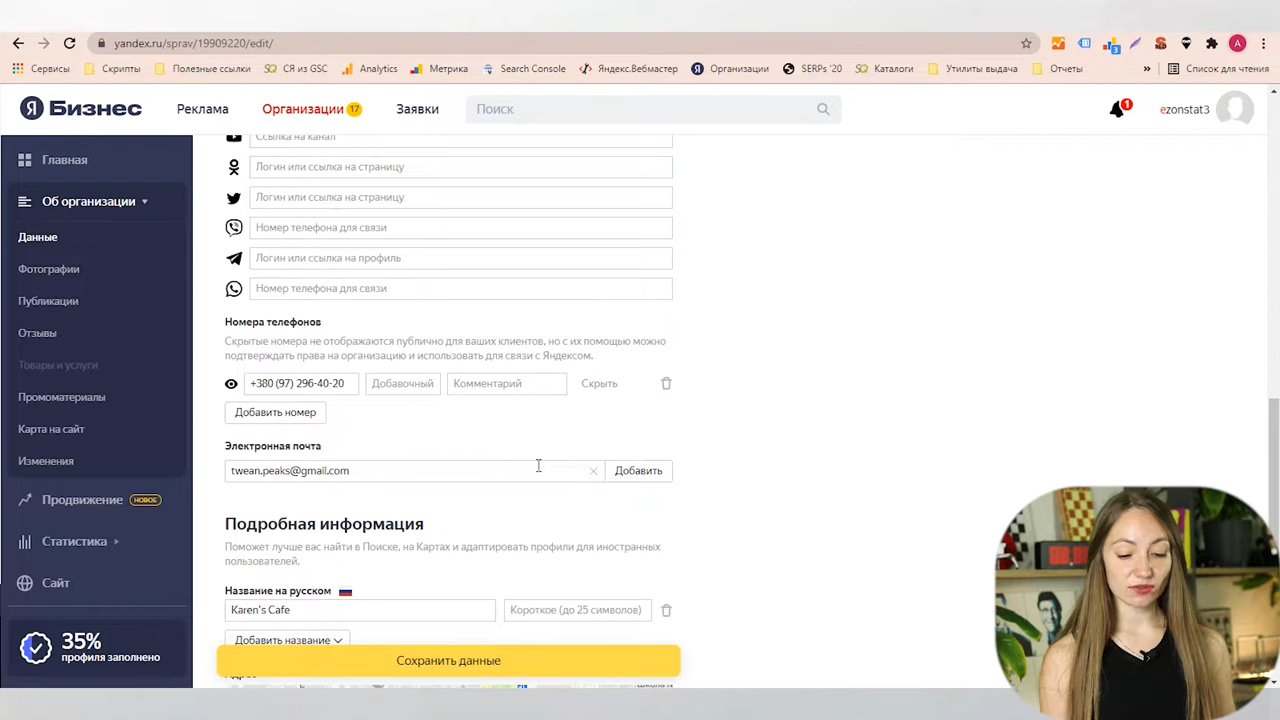 yandex.ru/sprav/19909220/edit/
3
A
Сервисы
Скрипты
Полезные ссылки
СЯ из GSC
Analytics
Метрика
Search Console
Яндекс.Вебмастер
Организации
SERPs '20
Каталоги
Утилиты выдача
Отчеты
»
Список для чтения
Я Бизнес
Реклама
Организации 17
Заявки
Поиск
1
ezonstat3
Главная
Об организации
Данные
Фотографии
Публикации
Отзывы
Товары и услуги
Промоматериалы
Карта на сайт
Изменения
Продвижение НОВОЕ
Статистика
Сайт
35%
профиля заполнено
Ссылка на канал
Логин или ссылка на страницу
Логин или ссылка на страницу
Номер телефона для связи
Логин или ссылка на профиль
Номер телефона для связи
Номера телефонов
Скрытые номера не отображаются публично для ваших клиентов, но с их помощью можно
подтверждать права на организацию и использовать для связи с Яндексом.
+380 (97) 296-40-20
Добавочный
Комментарий
Скрыть
Добавить номер
Электронная почта
twean.peaks@gmail.com
Добавить
Подробная информация
Поможет лучше вас найти в Поиске, на Картах и адаптировать профили для иностранных
пользователей.
Название на русском
Karen's Cafe
Короткое (до 25 символов)
Добавить название
Сохранить данные